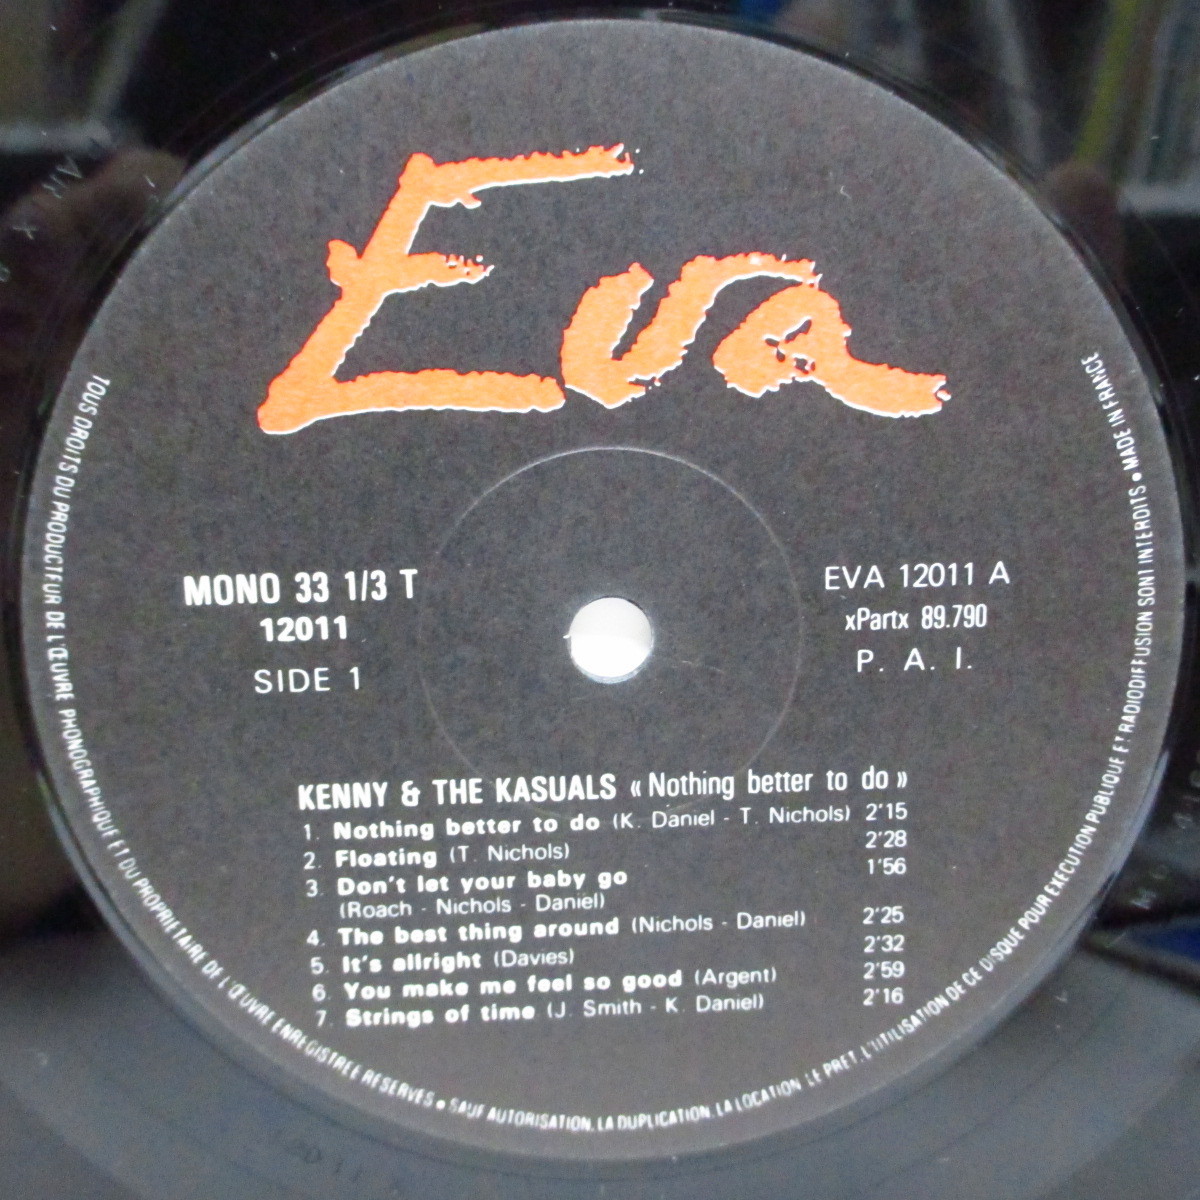 Eva
MONO 33 1/3 T
12011
SIDE 1
EVA 12011 A
xPartx 89.790
P. A. I.
KENNY & THE KASUALS « Nothing better to do »
1. Nothing better to do (K. Daniel - T. Nichols) 2'15
2. Floating (T. Nichols) 2'28
3. Don't let your baby go 1'56
(Roach - Nichols - Daniel)
4. The best thing around (Nichols - Daniel) 2'25
5. It's allright (Davies) 2'32
6. You make me feel so good (Argent) 2'59
7. Strings of time (J. Smith - K. Daniel) 2'16
TOUS DROITS DU PRODUCTEUR DE L'ŒUVRE PHONOGRAPHIQUE ET DU PROPRIETAIRE DE L'ŒUVRE ENREGISTREE RESERVES • SAUF AUTORISATION, LA DUPLICATION, LA LOCATION LE PRET, L'UTILISATION DE CE DISQUE POUR EXECUTION PUBLIQUE ET RADIODIFFUSION SONT INTERDITS • MADE IN FRANCE